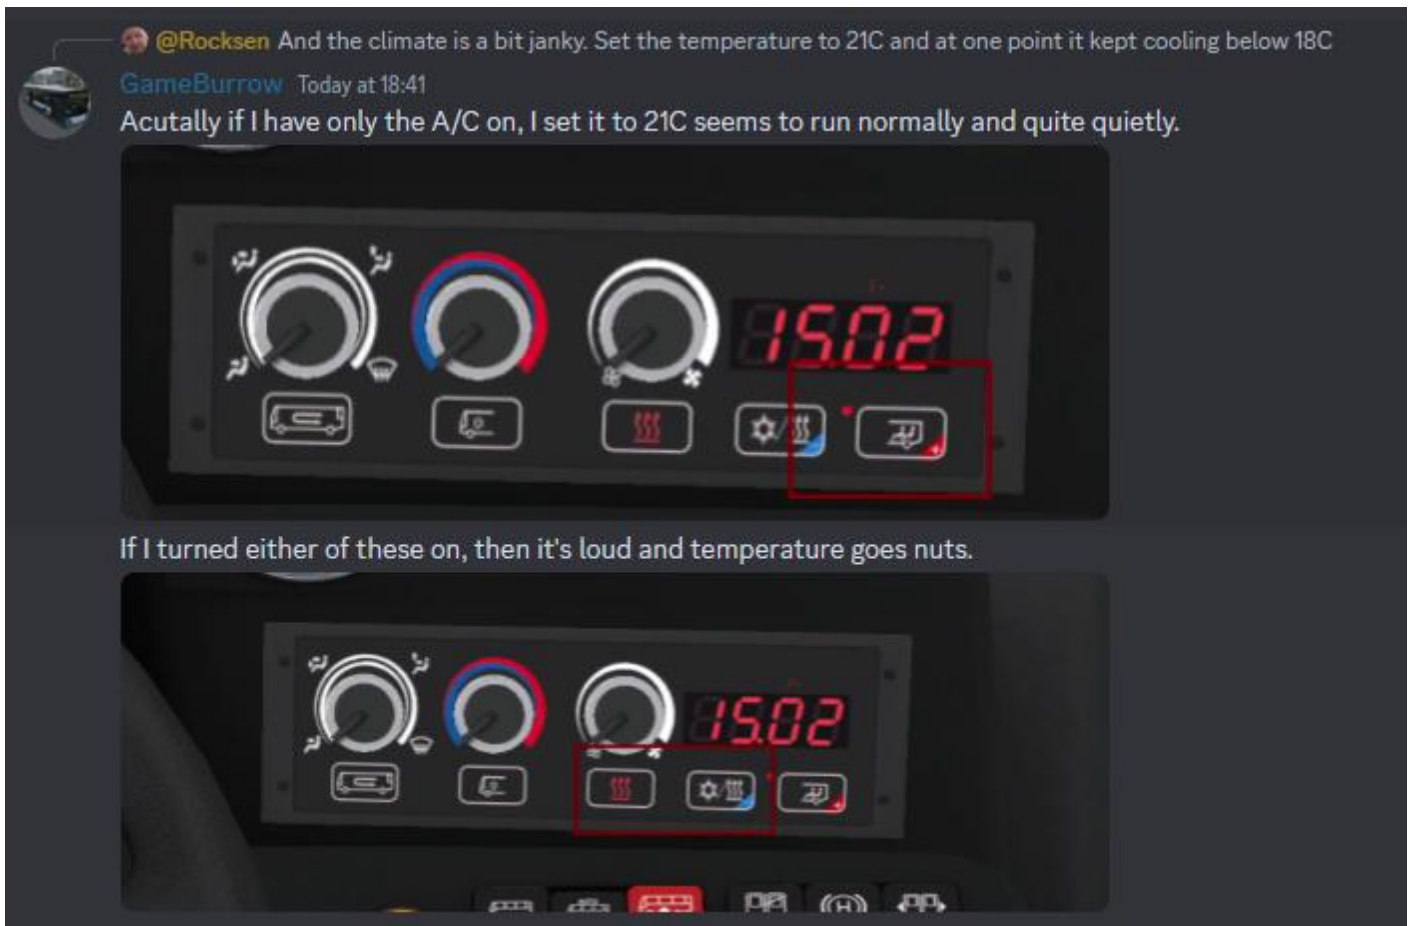 @Rocksen And the climate is a bit janky. Set the temperature to 21C and at one point it kept cooling below 18C
GameBurrow Today at 18:41
Acutally if I have only the A/C on, I set it to 21C seems to run normally and quite quietly.
15.02
If I turned either of these on, then it's loud and temperature goes nuts.
15.02
(H)